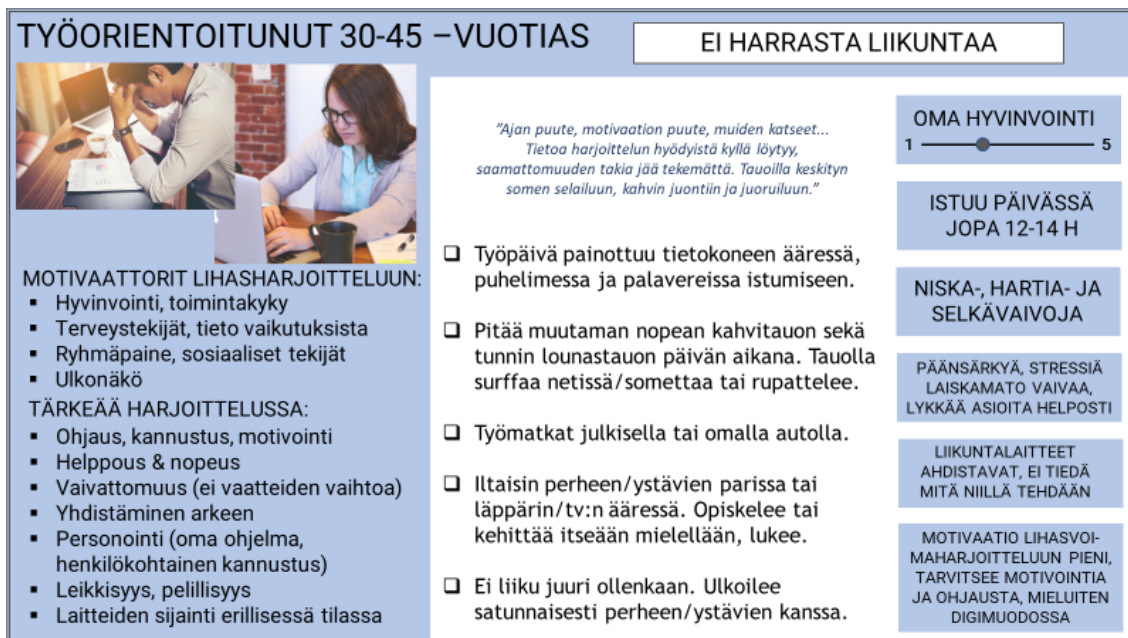 TYÖORIENTOITUNUT 30-45 –VUOTIAS
EI HARRASTA LIIKUNTAA
MOTIVAATTORIT LIHASHARJOITTELUUN:
▪ Hyvinvointi, toimintakyky
▪ Terveystekijät, tieto vaikutuksista
▪ Ryhmäpaine, sosiaaliset tekijät
▪ Ulkonäkö
TÄRKEÄÄ HARJOITTELUSSA:
▪ Ohjaus, kannustus, motivointi
▪ Helppous & nopeus
▪ Vaivattomuus (ei vaatteiden vaihtoa)
▪ Yhdistäminen arkeen
▪ Personointi (oma ohjelma,
henkilökohtainen kannustus)
▪ Leikkisyys, pelillisyys
▪ Laitteiden sijainti erillisessä tilassa
"Ajan puute, motivaation puute, muiden katseet...
Tietoa harjoittelun hyödyistä kyllä löytyy,
saamattomuuden takia jää tekemättä. Tauoilla keskityn
somen selailuun, kahvin juontiin ja juoruiluun."
❑ Työpäivä painottuu tietokoneen ääressä,
puhelimessa ja palavereissa istumiseen.
❑ Pitää muutaman nopean kahvitauon sekä
tunnin lounastauon päivän aikana. Tauolla
surffaa netissä/somettaa tai rupattelee.
❑ Työmatkat julkisella tai omalla autolla.
❑ Iltaisin perheen/ystävien parissa tai
läppärin/tv:n ääressä. Opiskelee tai
kehittää itseään mielellään, lukee.
❑ Ei liiku juuri ollenkaan. Ulkoilee
satunnaisesti perheen/ystävien kanssa.
OMA HYVINVOINTI
1 5
ISTUU PÄIVÄSSÄ
JOPA 12-14 H
NISKA-, HARTIA- JA
SELKÄVAIVOJA
PÄÄNSÄRKYÄ, STRESSIÄ
LAISKAMATO VAIVAA,
LYKKÄÄ ASIOITA HELPOSTI
LIIKUNTALAITTEET
AHDISTAVAT, EI TIEDÄ
MITÄ NIILLÄ TEHDÄÄN
MOTIVAATIO LIHASVOI-
MAHARJOITTELUUN PIENI,
TARVITSEE MOTIVOINTIA
JA OHJAUSTA, MIELUITEN
DIGIMUODOSSA